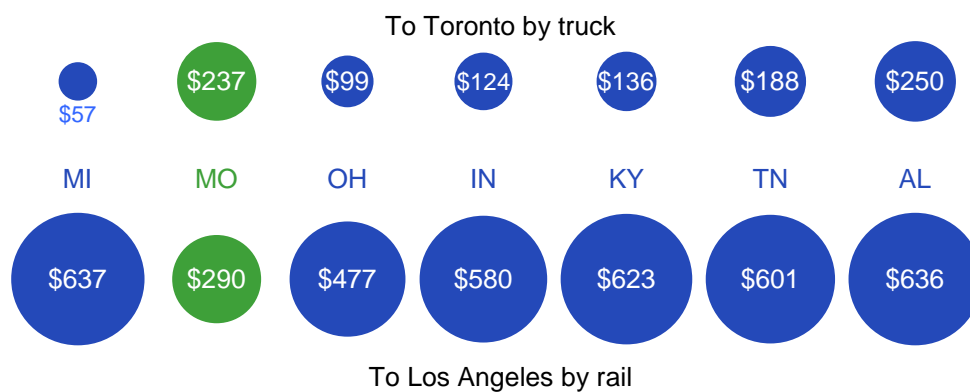 To Toronto by truck
$237 $99 $124 $136 $188 $250
$57
MI MO OH IN KY TN AL
$637 $290 $477 $580 $623 $601 $636
To Los Angeles by rail